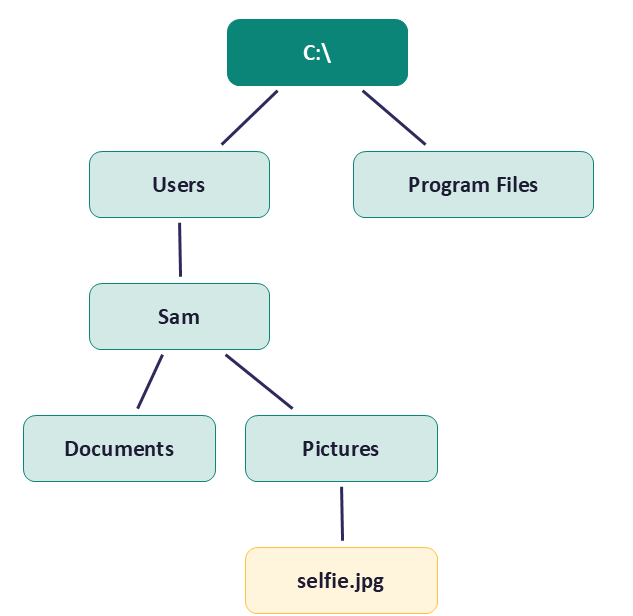 C:\
Users
Program Files
Sam
Documents
Pictures
selfie.jpg